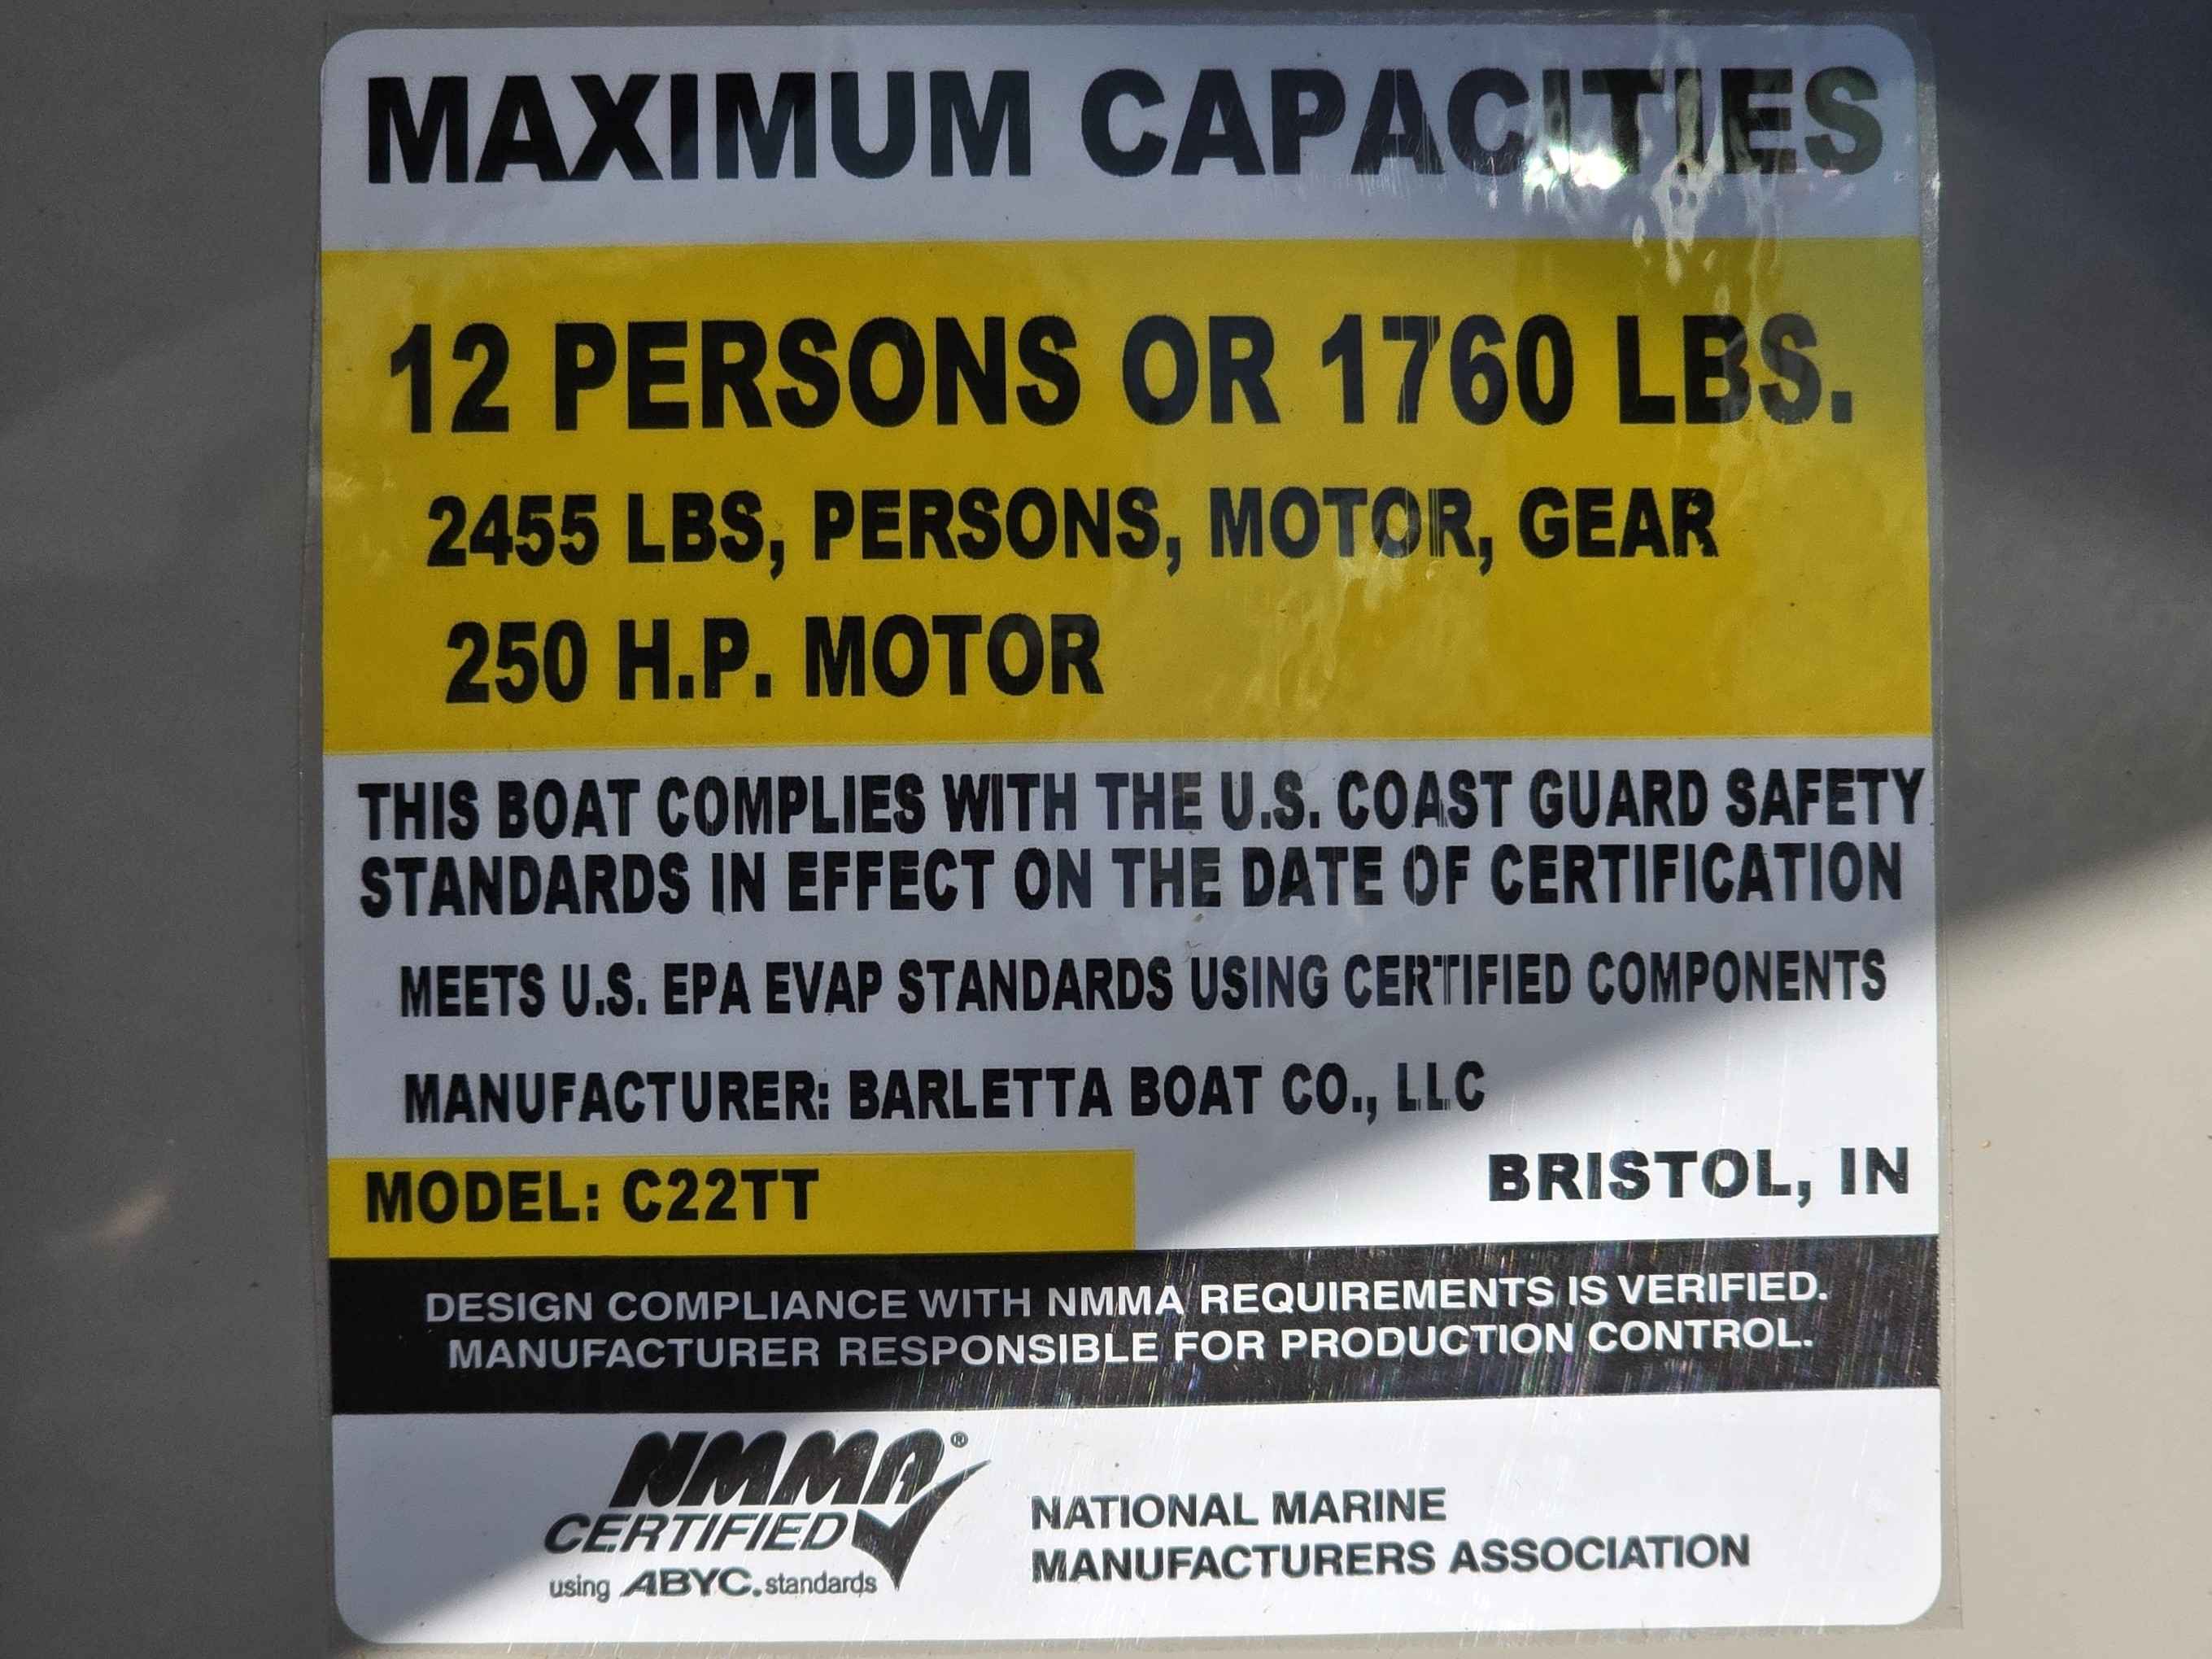 MAXIMUM CAPACITIES
12 PERSONS OR 1760 LBS.
2455 LBS, PERSONS, MOTOR, GEAR
250 H.P. MOTOR
THIS BOAT COMPLIES WITH THE U.S. COAST GUARD SAFETY
STANDARDS IN EFFECT ON THE DATE OF CERTIFICATION
MEETS U.S. EPA EVAP STANDARDS USING CERTIFIED COMPONENTS
MANUFACTURER: BARLETTA BOAT CO., LLC
BRISTOL, IN
MODEL: C22TT
DESIGN COMPLIANCE WITH NMMA REQUIREMENTS IS VERIFIED.
MANUFACTURER RESPONSIBLE FOR PRODUCTION CONTROL.
NMMA®
CERTIFIED
using ABYC. standards
NATIONAL MARINE
MANUFACTURERS ASSOCIATION